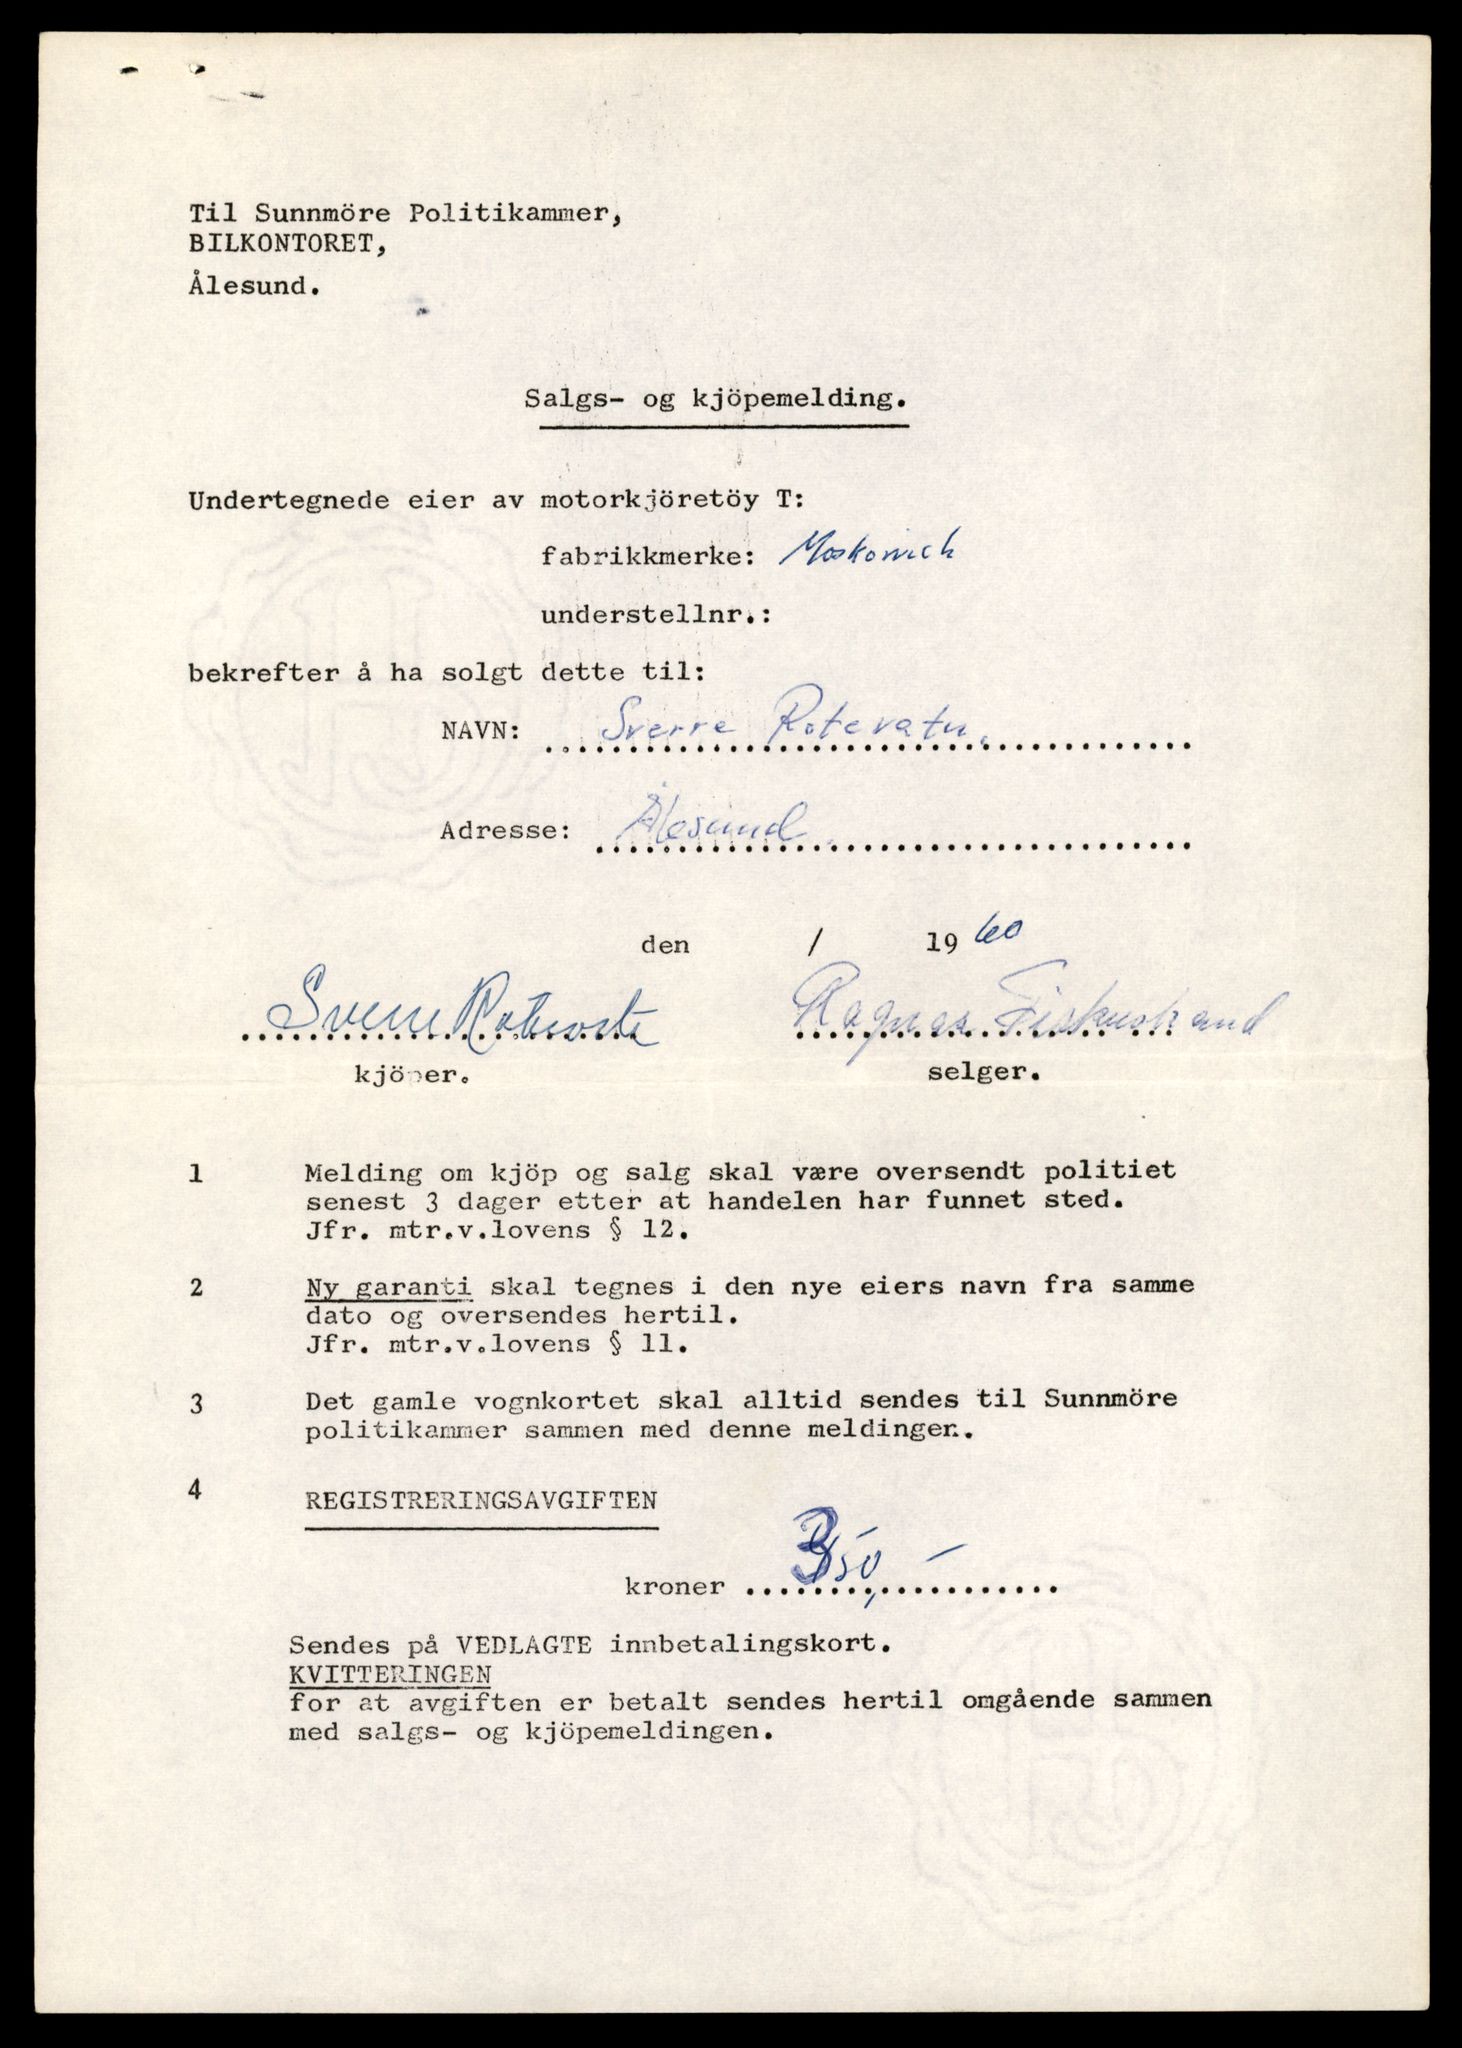 Til Sunnmöre Politikammer,
BILKONTORET,
Ålesund.
Salgs- og kjöpemelding.
Undertegnede eier av motorkjöretöy T:
fabrikkmerke: Moskovich
understellnr.:
bekrefter å ha solgt dette til:
NAVN: Sverre Rotevatn.
Adresse: Ålesund
den / 1960
Sverre Rotevatn Ragnar Fiskerstrand
kjöper. selger.
1 Melding om kjöp og salg skal være oversendt politiet
senest 3 dager etter at handelen har funnet sted.
Jfr. mtr.v.lovens § 12.
2 Ny garanti skal tegnes i den nye eiers navn fra samme
dato og oversendes hertil.
Jfr. mtr.v.lovens § 11.
3 Det gamle vognkortet skal alltid sendes til Sunnmöre
politikammer sammen med denne meldingen.
4 REGISTRERINGSAVGIFTEN
kroner
Sendes på VEDLAGTE innbetalingskort.
KVITTERINGEN
for at avgiften er betalt sendes hertil omgående sammen
med salgs- og kjöpemeldingen.